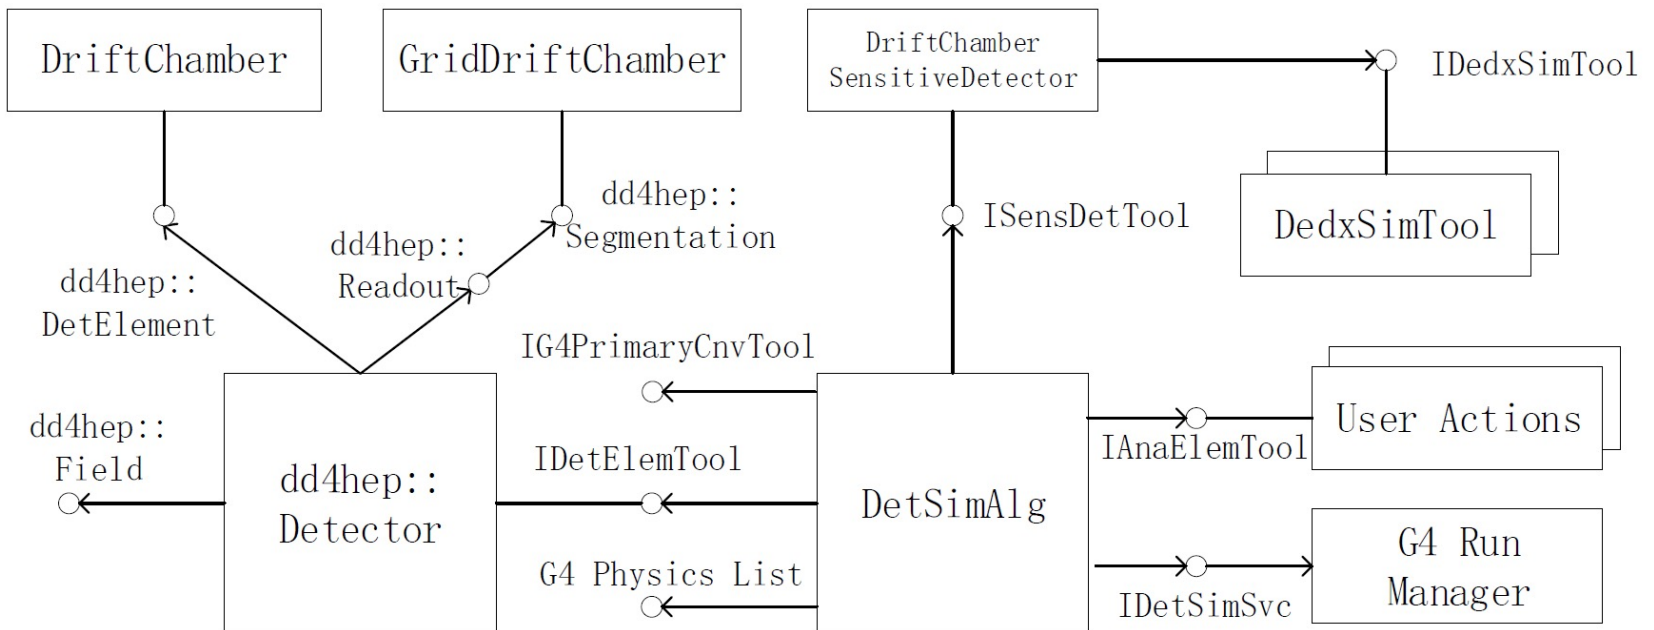 DriftChamber
GridDriftChamber
DriftChamber
SensitiveDetector
IDedxSimTool
dd4hep::
Segmentation
ISensDetTool
DedxSimTool
dd4hep::
Readout
dd4hep::
DetElement
IG4PrimaryCnvTool
dd4hep::
Field
IDetElemTool
User Actions
IAnaElemTool
dd4hep::
Detector
DetSimAlg
G4 Physics List
G4 Run
Manager
IDetSimSvc